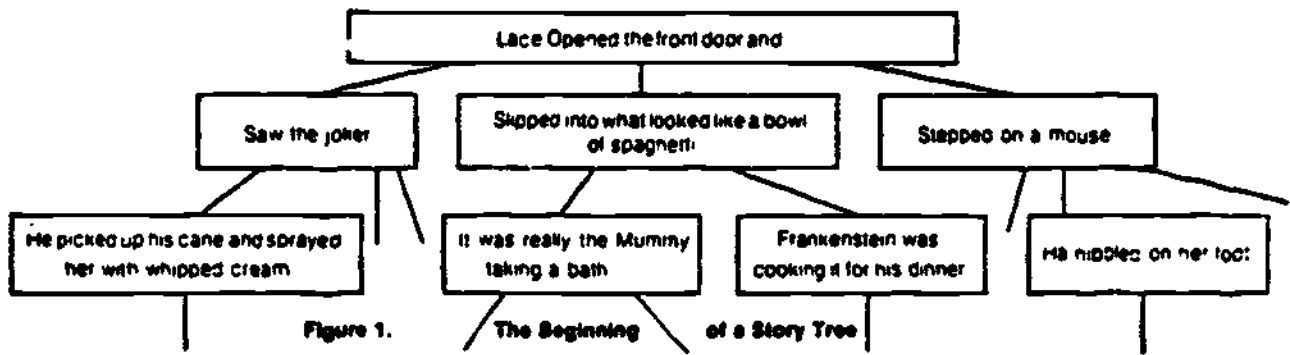 Lace Opened the front door and
Saw the joker
Slipped into what looked like a bowl
of spaghetti
Stepped on a mouse
He picked up his cane and sprayed
her with whipped cream
It was really the Mummy
taking a bath
Frankenstein was
cooking it for his dinner
He nibbled on her foot
Figure 1. The Beginning of a Story Tree